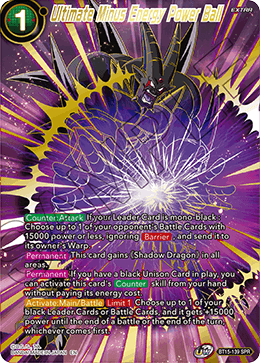 1
Ultimate Minus Energy Power Ball
EXTRA
Counter:Attack If your Leader Card is mono-black:
Choose up to 1 of your opponent's Battle Cards with
15000 power or less, ignoring Barrier, and send it
to its owner's Warp.
Permanent This card gains (Shadow Dragon) in all
areas.
Permanent If you have a black Unison Card in play, you
can activate this card's Counter skill from your hand
without paying its energy cost.
Activate:Main/Battle Limit 1 Choose up to 1 of your
black Leader Cards or Battle Cards, and it gets +15000
power until the end of a battle or the end of the turn,
whichever comes first.
BANDAI MADE IN JAPAN EN
BT15-139 SPR